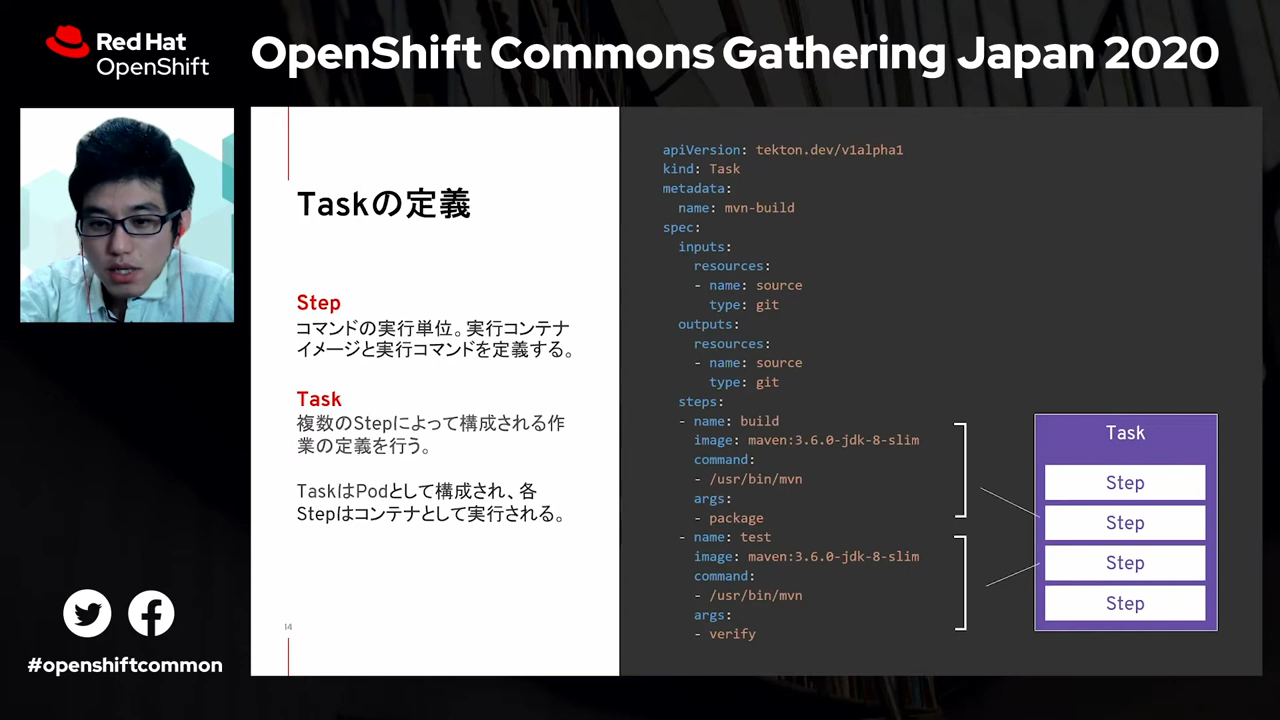 Red Hat
OpenShift
OpenShift Commons Gathering Japan 2020
Taskの定義
Step
コマンドの実行単位。実行コンテナ
イメージと実行コマンドを定義する。
Task
複数のStepによって構成される作
業の定義を行う。
TaskはPodとして構成され、各
Stepはコンテナとして実行される。
14
apiVersion: tekton.dev/v1alpha1
kind: Task
metadata:
  name: mvn-build
spec:
  inputs:
    resources:
    - name: source
      type: git
  outputs:
    resources:
    - name: source
      type: git
  steps:
  - name: build
    image: maven:3.6.0-jdk-8-slim
    command:
    - /usr/bin/mvn
    args:
    - package
  - name: test
    image: maven:3.6.0-jdk-8-slim
    command:
    - /usr/bin/mvn
    args:
    - verify
Task
Step
Step
Step
Step
#openshiftcommon